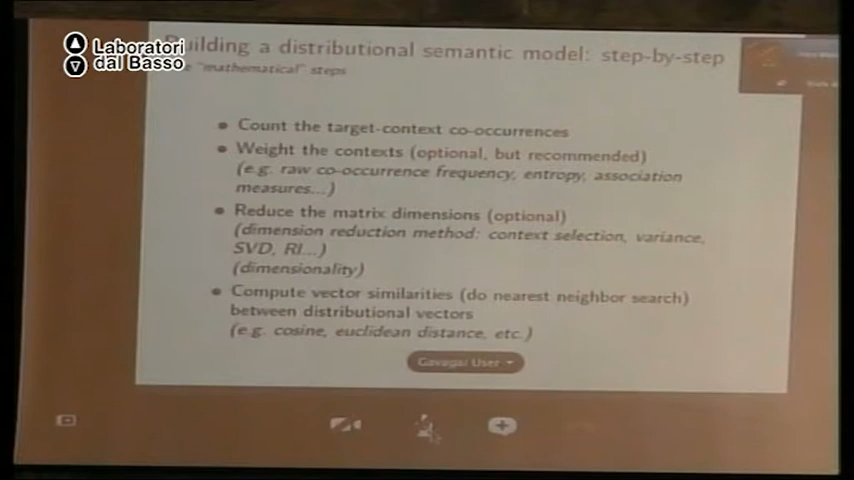 Laboratori
dal Basso
Building a distributional semantic model: step-by-step
"mathematical" steps
Count the target-context co-occurrences
Weight the contexts (optional, but recommended)
(e.g. raw co-occurrence frequency, entropy, association
measures...)
Reduce the matrix dimensions (optional)
(dimension reduction method: context selection, variance,
SVD, RI...)
(dimensionality)
Compute vector similarities (do nearest neighbor search)
between distributional vectors
(e.g. cosine, euclidean distance, etc.)
Gavagai User